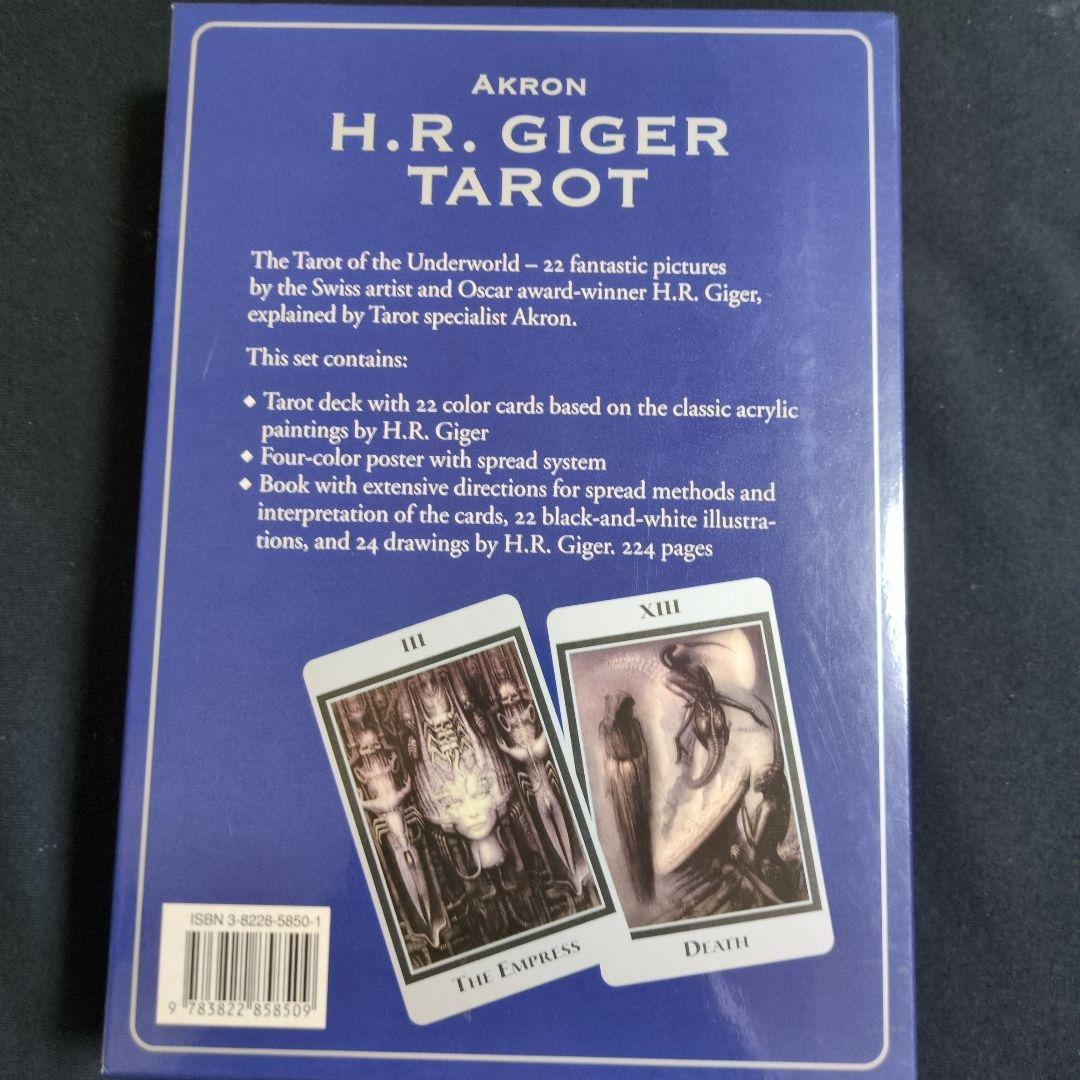 AKRON
H.R. GIGER
TAROT
The Tarot of the Underworld – 22 fantastic pictures
by the Swiss artist and Oscar award-winner H.R. Giger,
explained by Tarot specialist Akron.
This set contains:
◆ Tarot deck with 22 color cards based on the classic acrylic
paintings by H.R. Giger
◆ Four-color poster with spread system
◆ Book with extensive directions for spread methods and
interpretation of the cards, 22 black-and-white illustra-
tions, and 24 drawings by H.R. Giger. 224 pages
III
THE EMPRESS
XIII
DEATH
ISBN 3-8228-5850-1
9 783822 858509